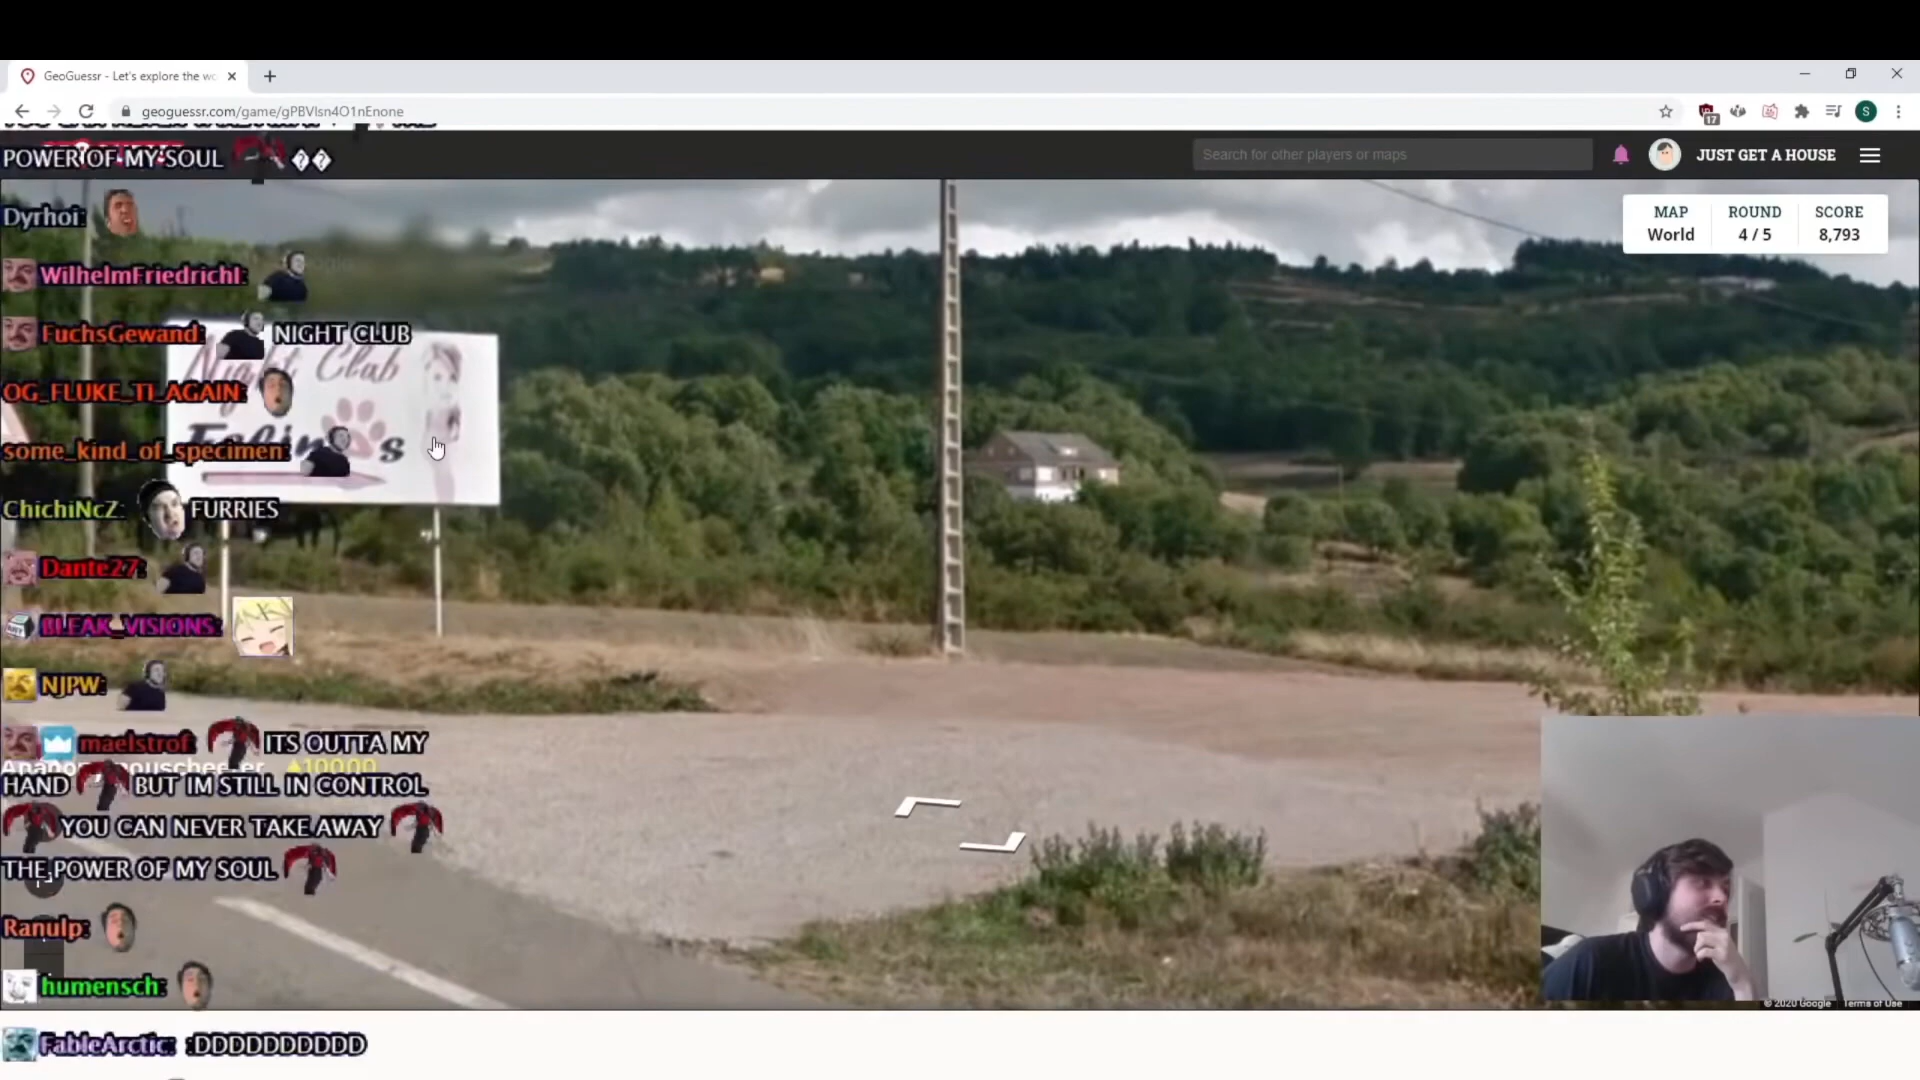 GeoGuessr - Let's explore the wo
geoguessr.com/game/gPBVlsn4O1nEnone
17
S
POWER OF MY SOUL
Search for other players or maps
JUST GET A HOUSE
MAP
World
ROUND
4 / 5
SCORE
8,793
Dyrhoi:
WilhelmFriedrichI:
FuchsGewand: NIGHT CLUB
Night Club
OG_FLUKE_TI_AGAIN:
some_kind_of_specimen:
ChichiNcZ: FURRIES
Dante27:
BLEAK_VISIONS:
NJPW:
maelstrof: ITS OUTTA MY
HAND BUT IM STILL IN CONTROL
10000
YOU CAN NEVER TAKE AWAY
THE POWER OF MY SOUL
Ranulp:
humensch:
© 2020 Google
Terms of Use
FableArctic: :DDDDDDDDDD